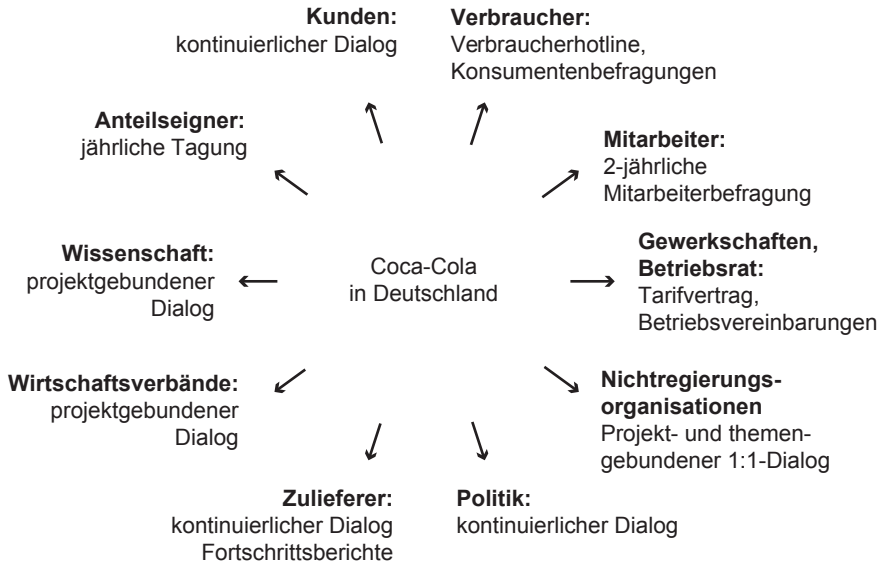 Kunden:
kontinuierlicher Dialog
Verbraucher:
Verbraucherhotline,
Konsumentenbefragungen
Anteilseigner:
jährliche Tagung
Mitarbeiter:
2-jährliche
Mitarbeiterbefragung
Wissenschaft:
projektgebundener
Dialog
Coca-Cola
in Deutschland
Gewerkschaften,
Betriebsrat:
Tarifvertrag,
Betriebsvereinbarungen
Wirtschaftsverbände:
projektgebundener
Dialog
Nichtregierungs-
organisationen
Projekt- und themen-
gebundener 1:1-Dialog
Zulieferer:
kontinuierlicher Dialog
Fortschrittsberichte
Politik:
kontinuierlicher Dialog